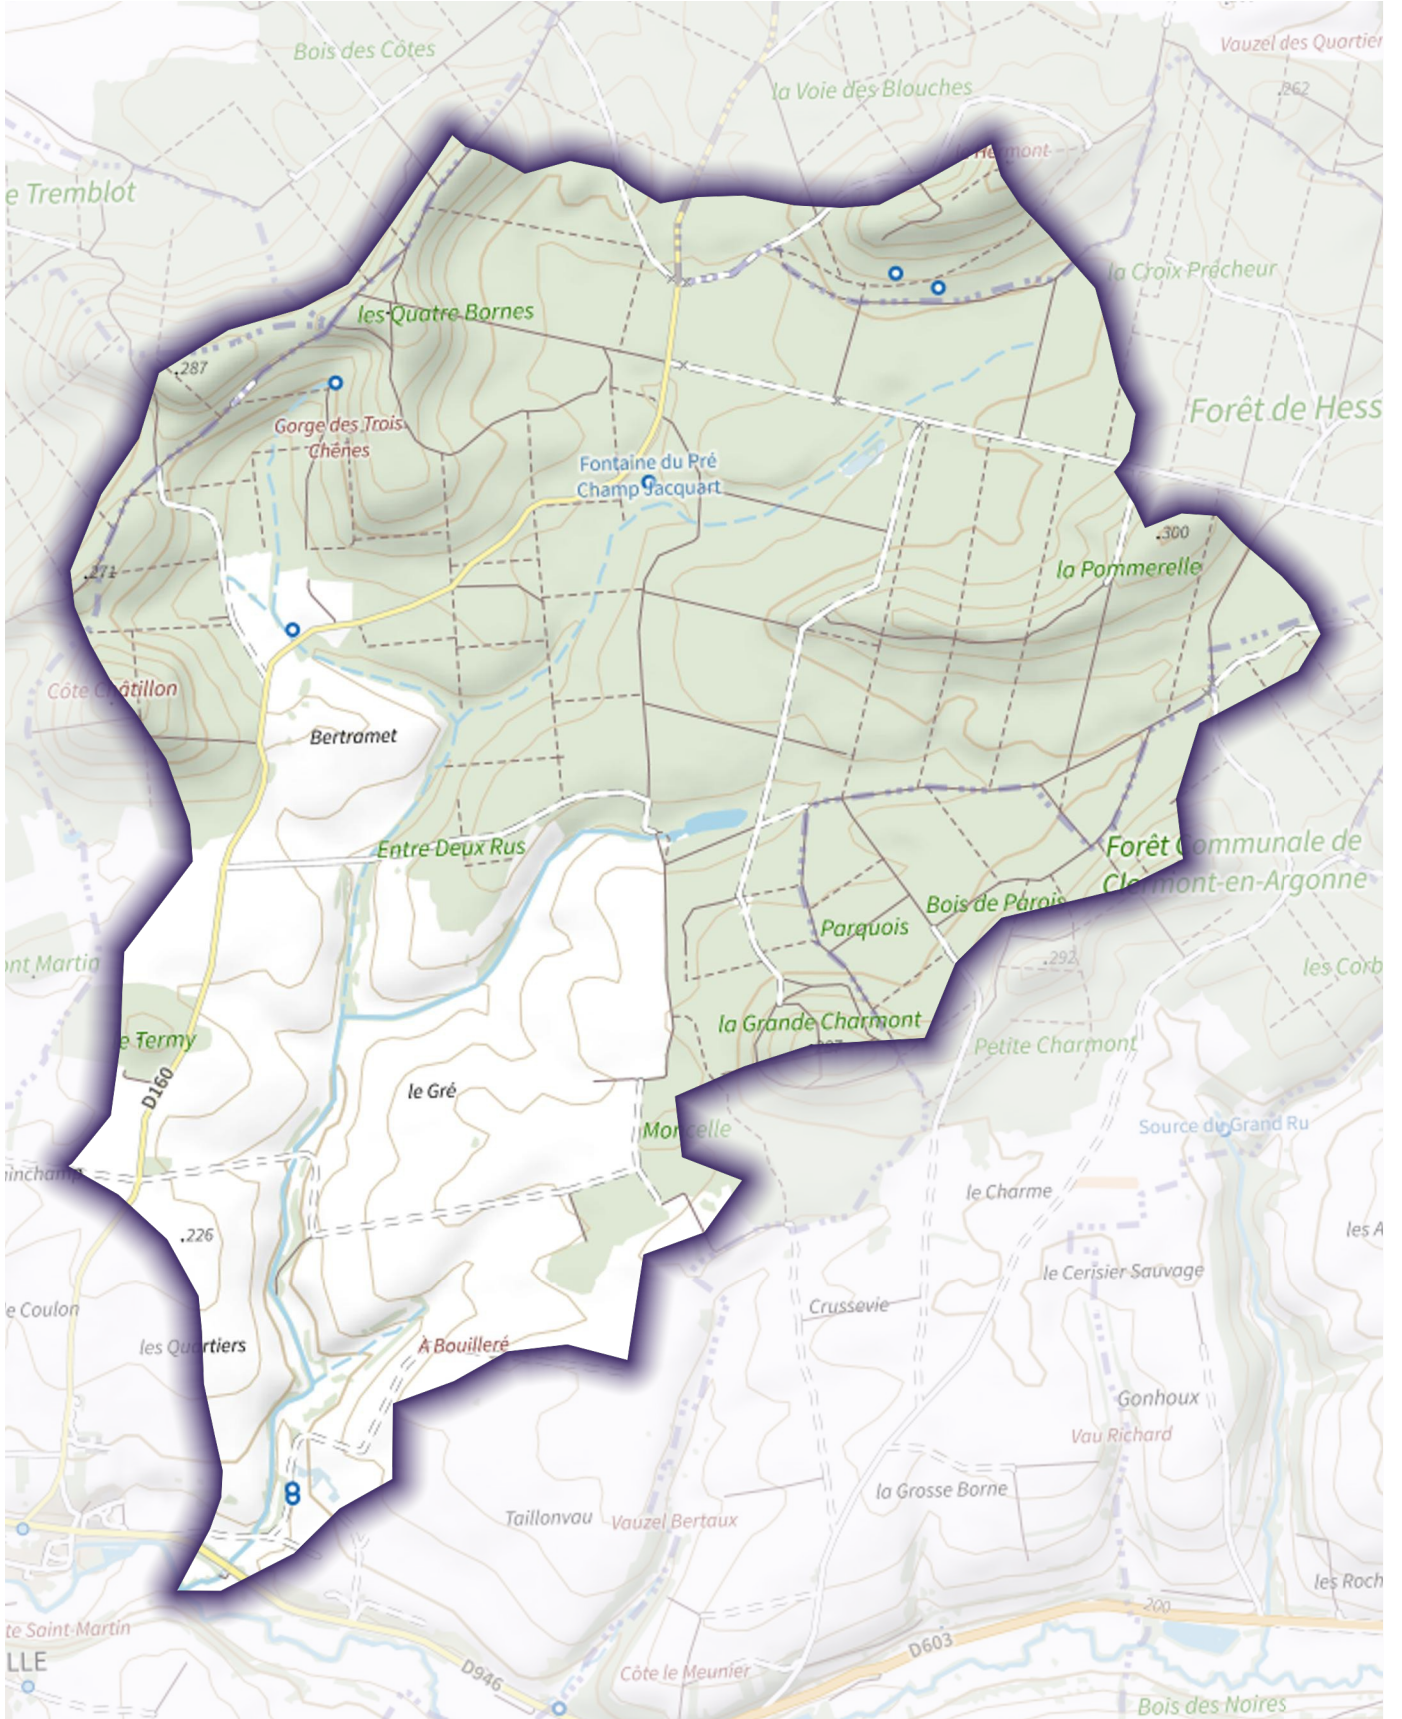 Vauzel des Quartier
Bois des Côtes
la Voie des Blouches
262
Hermont
e Tremblot
la Croix Prêcheur
les Quatre Bornes
287
Forêt de Hess
Gorge des Trois
Chênes
Fontaine du Pré
Champ Jacquart
300
la Pommerelle
271
Côte Châtillon
Bertramet
Entre Deux Rus
Forêt Communale de
Clermont-en-Argonne
Bois de Parois
Parquois
ont Martin
292
les Corb
la Grande Charmont
e Termy
Petite Charmont
D160
le Gré
Moncelle
Source du Grand Ru
inchamp
le Charme
226
les A
le Cerisier Sauvage
e Coulon
Crussevie
les Quartiers
À Bouilleré
Gonhoux
Vau Richard
la Grosse Borne
Taillonvau
Vauzel Bertaux
les Roch
200
te Saint-Martin
D603
LLE
D946
Côte le Meunier
Bois des Noires